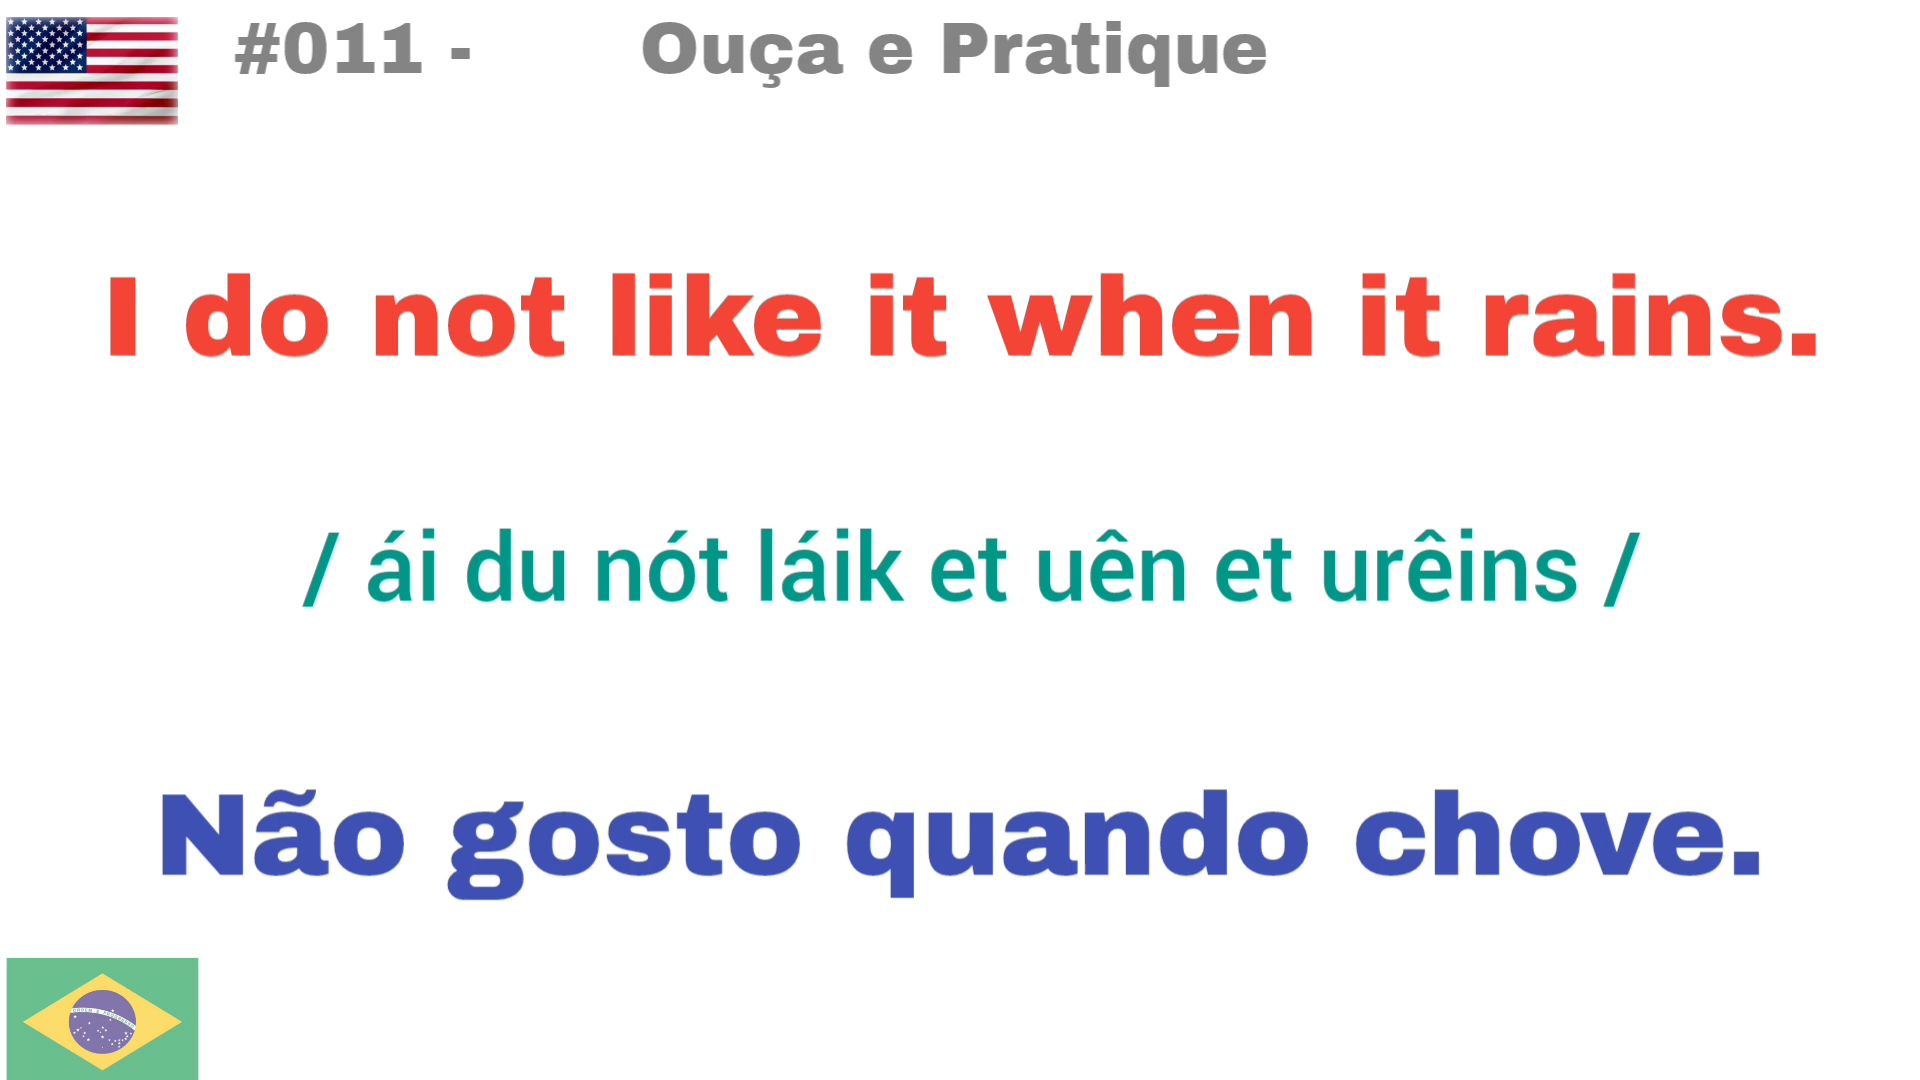 #011 - Ouça e Pratique
I do not like it when it rains.
/ ái du nót láik et uên et urêins /
Não gosto quando chove.